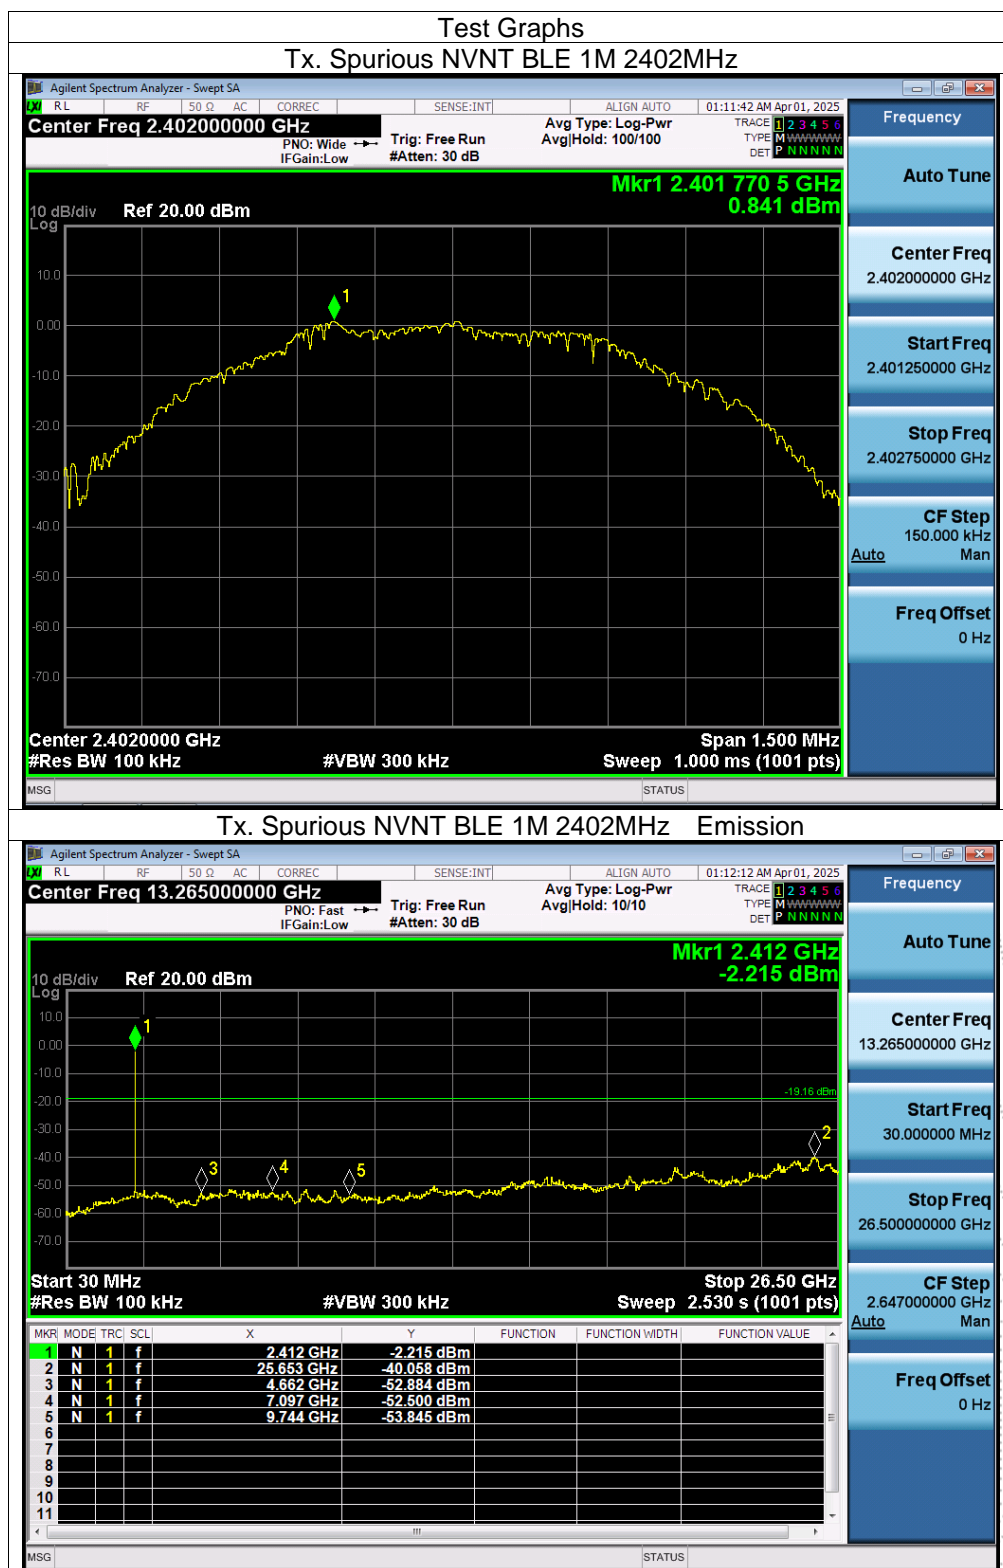 Test Graphs
Tx. Spurious NVNT BLE 1M 2402MHz
Agilent Spectrum Analyzer - Swept SA
LXI RL RF 50 Ω AC CORREC SENSE:INT ALIGN AUTO 01:11:42 AM Apr 01, 2025
Center Freq 2.402000000 GHz
PNO: Wide
IFGain:Low
Trig: Free Run
#Atten: 30 dB
Avg Type: Log-Pwr
Avg|Hold: 100/100
TRACE 1 2 3 4 5 6
TYPE M WWWWW
DET P N N N N N
Mkr1 2.401 770 5 GHz
0.841 dBm
10 dB/div Ref 20.00 dBm
Log
10.0
0.00
-10.0
-20.0
-30.0
-40.0
-50.0
-60.0
-70.0
1
Center 2.4020000 GHz Span 1.500 MHz
#Res BW 100 kHz #VBW 300 kHz Sweep 1.000 ms (1001 pts)
MSG STATUS
Frequency
Auto Tune
Center Freq
2.402000000 GHz
Start Freq
2.401250000 GHz
Stop Freq
2.402750000 GHz
CF Step
150.000 kHz
Auto Man
Freq Offset
0 Hz
Tx. Spurious NVNT BLE 1M 2402MHz Emission
Agilent Spectrum Analyzer - Swept SA
LXI RL RF 50 Ω AC CORREC SENSE:INT ALIGN AUTO 01:12:12 AM Apr 01, 2025
Center Freq 13.265000000 GHz
PNO: Fast
IFGain:Low
Trig: Free Run
#Atten: 30 dB
Avg Type: Log-Pwr
Avg|Hold: 10/10
TRACE 1 2 3 4 5 6
TYPE M WWWWW
DET P N N N N N
Mkr1 2.412 GHz
-2.215 dBm
10 dB/div Ref 20.00 dBm
Log
10.0
0.00
-10.0
-20.0
-30.0
-40.0
-50.0
-60.0
-70.0
1
-19.16 dBm
2
3
4
5
Start 30 MHz Stop 26.50 GHz
#Res BW 100 kHz #VBW 300 kHz Sweep 2.530 s (1001 pts)
MKR MODE TRC SCL X Y FUNCTION FUNCTION WIDTH FUNCTION VALUE
1 N 1 f 2.412 GHz -2.215 dBm
2 N 1 f 25.653 GHz -40.058 dBm
3 N 1 f 4.662 GHz -52.884 dBm
4 N 1 f 7.097 GHz -52.500 dBm
5 N 1 f 9.744 GHz -53.845 dBm
6
7
8
9
10
11
MSG STATUS
Frequency
Auto Tune
Center Freq
13.265000000 GHz
Start Freq
30.000000 MHz
Stop Freq
26.500000000 GHz
CF Step
2.647000000 GHz
Auto Man
Freq Offset
0 Hz